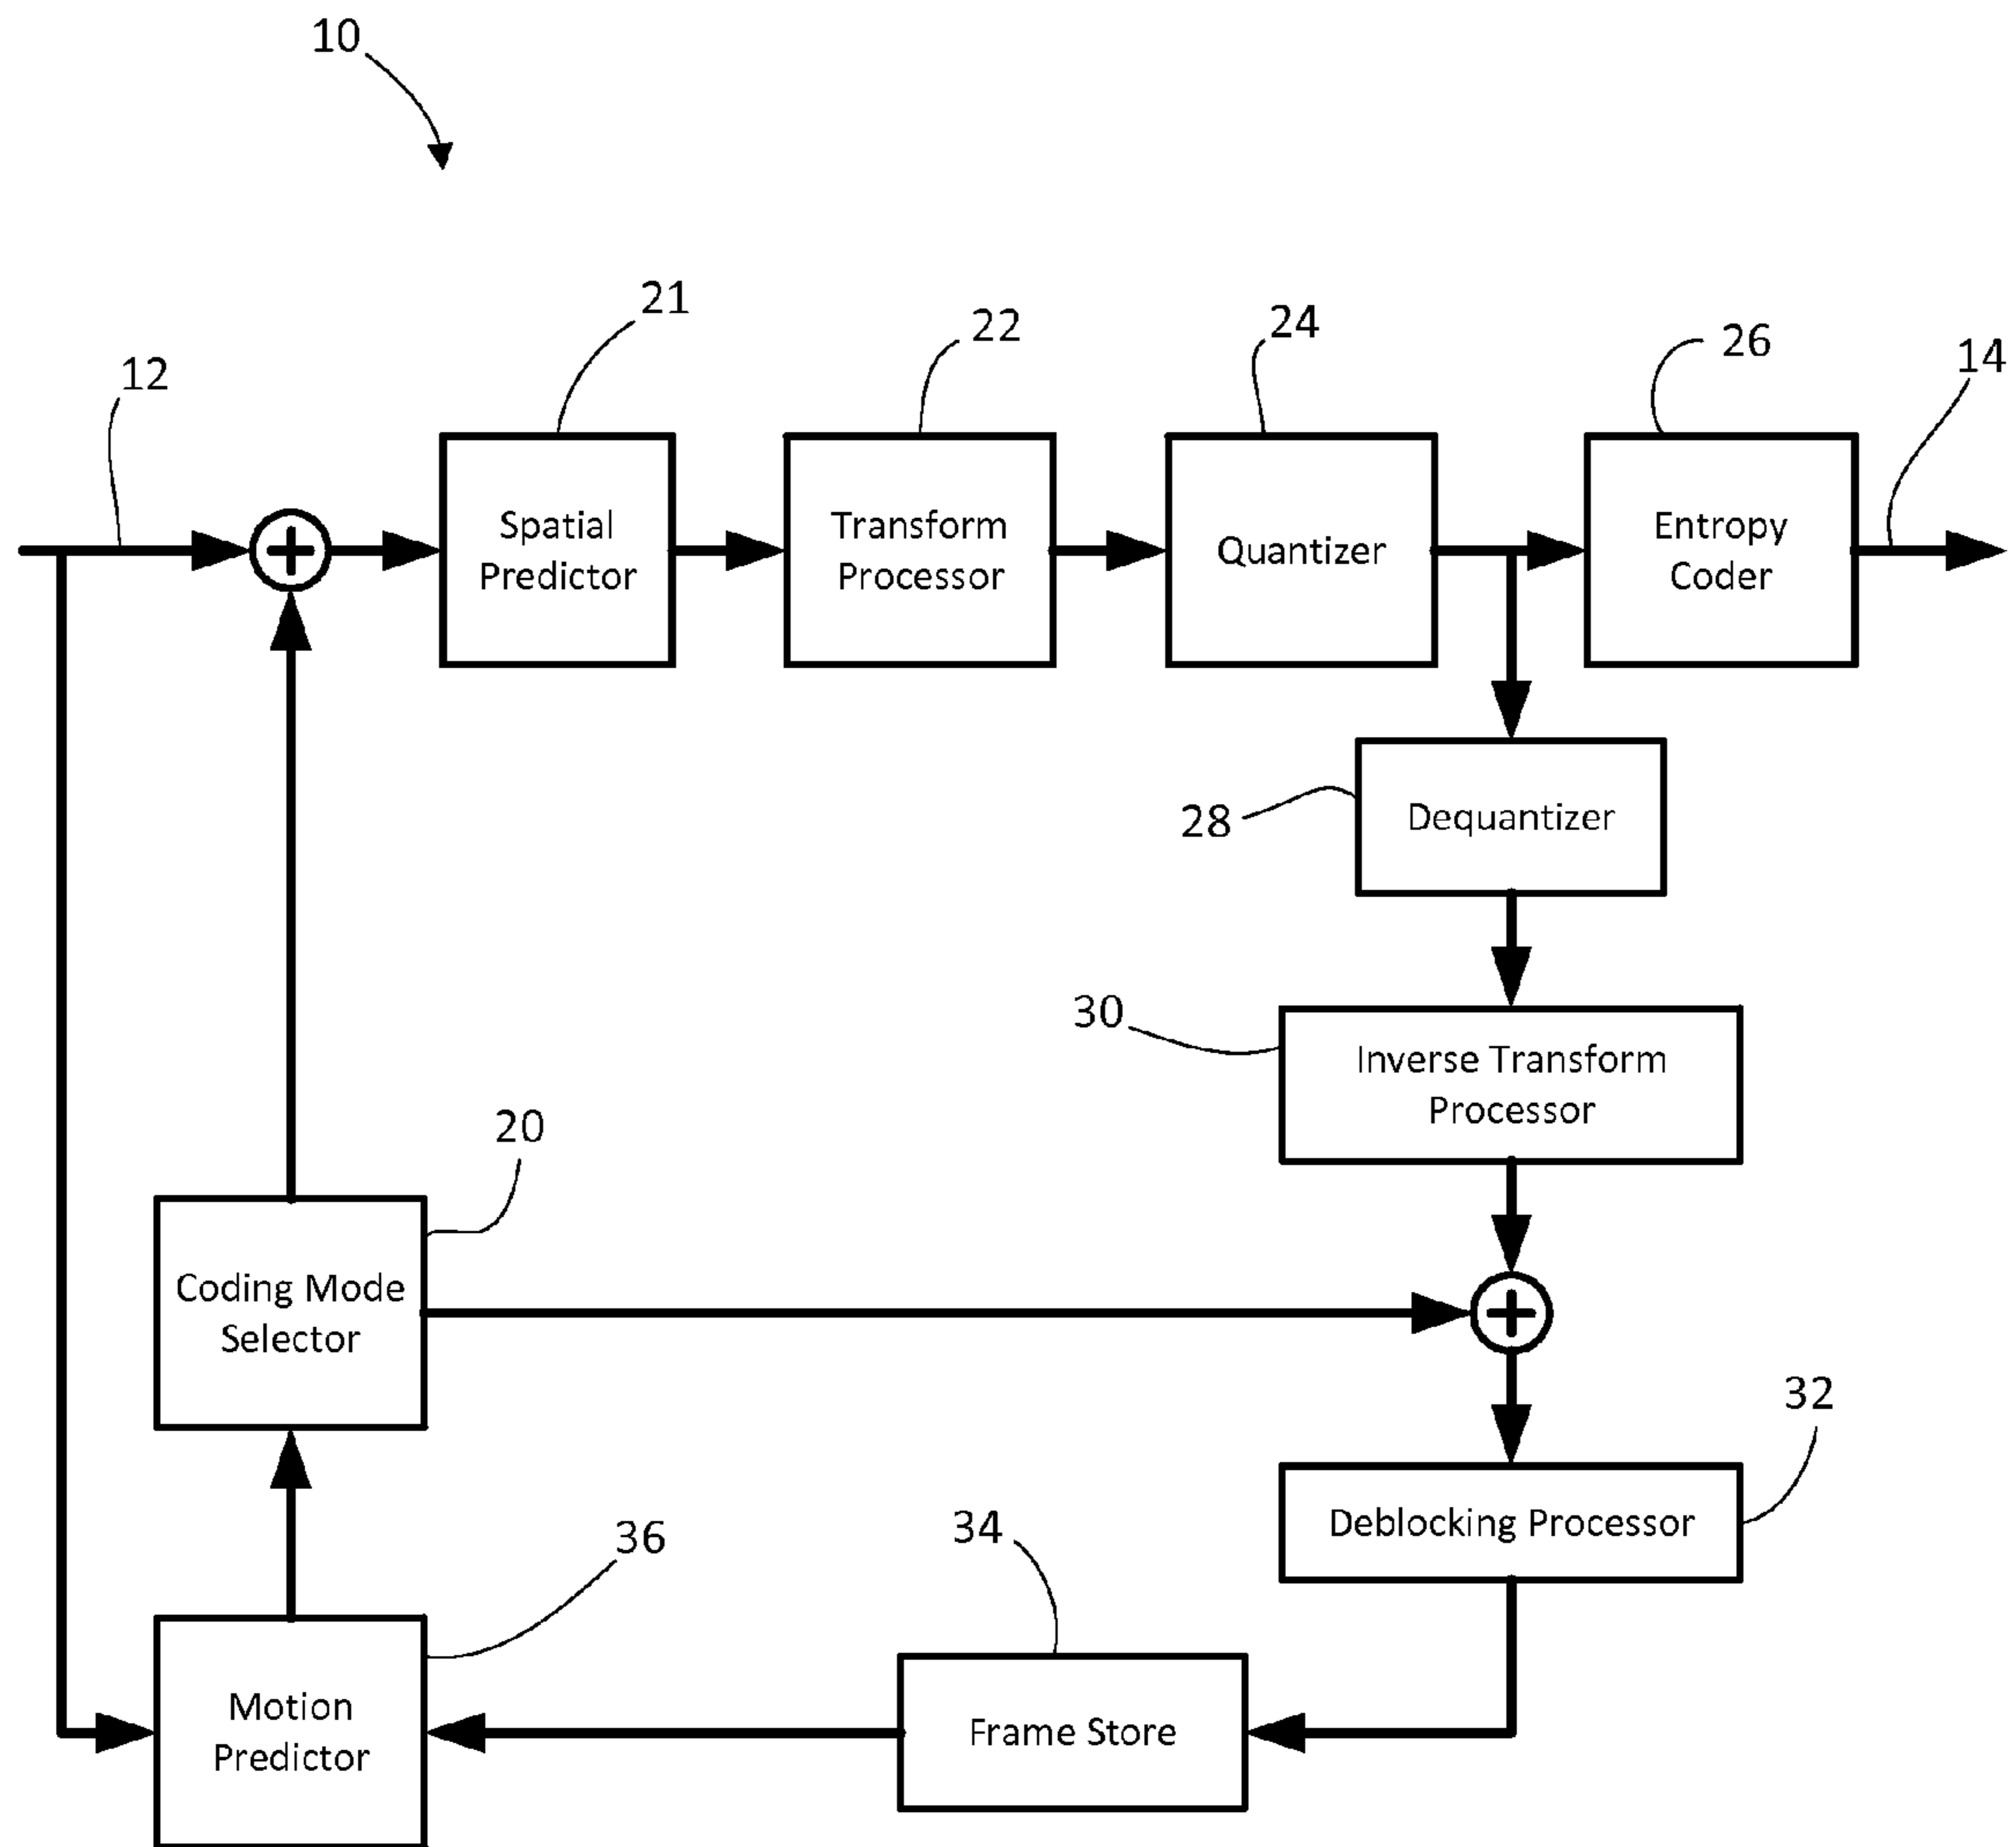 10
21
22
24
26
14
12
Spatial
Predictor
Transform
Processor
Quantizer
Entropy
Coder
28
Dequantizer
30
Inverse Transform
Processor
20
Coding Mode
Selector
32
36
34
Deblocking Processor
Motion
Predictor
Frame Store